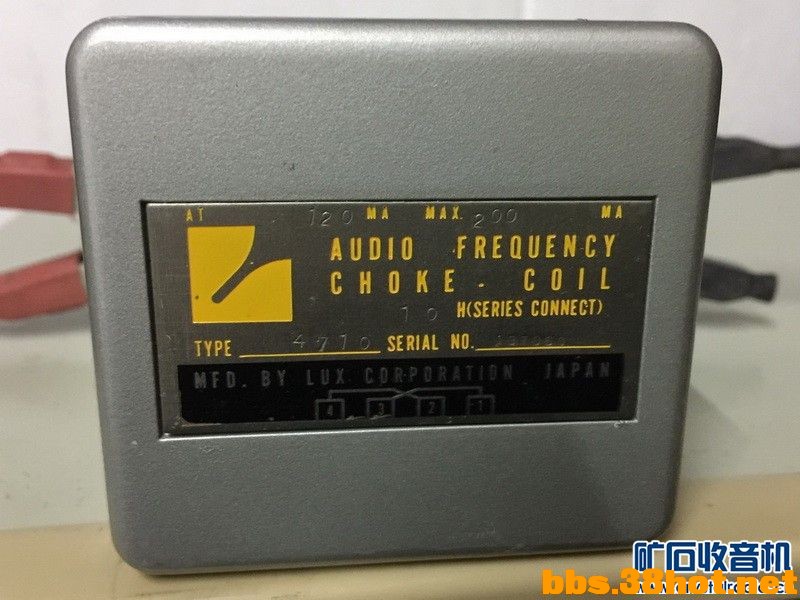 AT 120 MA MAX. 200 MA
AUDIO FREQUENCY
CHOKE - COIL
10 H(SERIES CONNECT)
TYPE 4710 SERIAL NO.
MFD. BY LUX CORPORATION JAPAN
4 3 2 1
矿石收音机
bbs.38hot.net